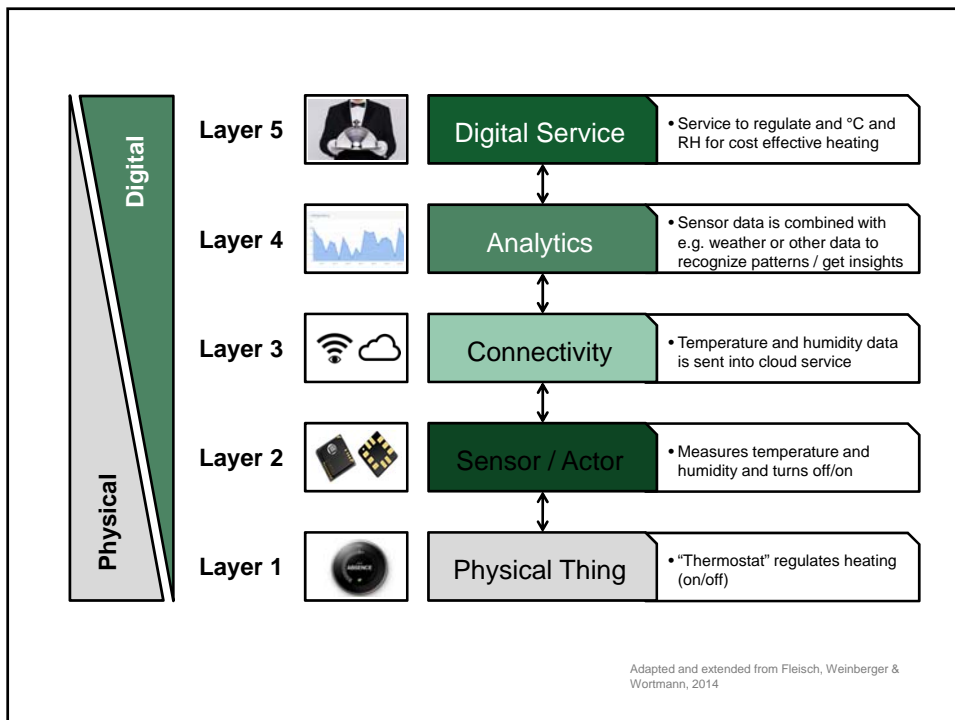 Digital
Physical
Layer 5
Digital Service
• Service to regulate and °C and
RH for cost effective heating
Layer 4
Analytics
• Sensor data is combined with
e.g. weather or other data to
recognize patterns / get insights
Layer 3
Connectivity
• Temperature and humidity data
is sent into cloud service
Layer 2
Sensor / Actor
• Measures temperature and
humidity and turns off/on
Layer 1
ABSENCE
Physical Thing
• “Thermostat” regulates heating
(on/off)
Adapted and extended from Fleisch, Weinberger &
Wortmann, 2014